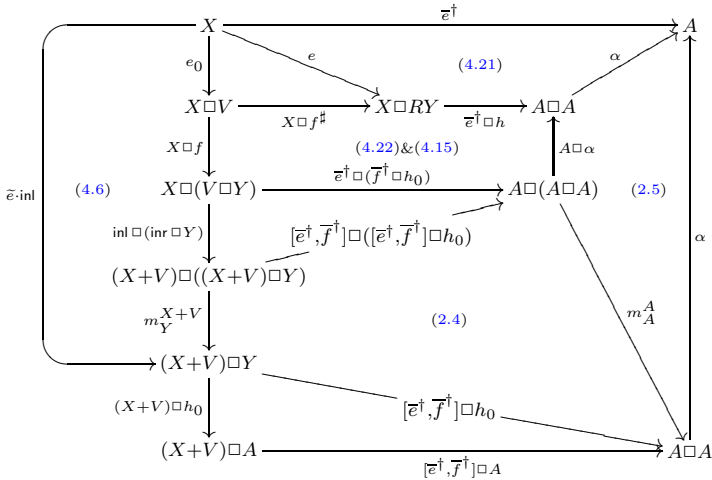 X e̅† A
e₀ e (4.21) α
X□V X□f♯ X□RY e̅†□h A□A
X□f (4.22)&(4.15) A□α
ẽ·inl (4.6) X□(V□Y) e̅†□(f̅†□h₀) A□(A□A) (2.5)
inl□(inr□Y) [e̅†,f̅†]□([e̅†,f̅†]□h₀) α
(X+V)□((X+V)□Y)
m_Y^{X+V} (2.4) m_A^A
(X+V)□Y
(X+V)□h₀ [e̅†,f̅†]□h₀
(X+V)□A [e̅†,f̅†]□A A□A